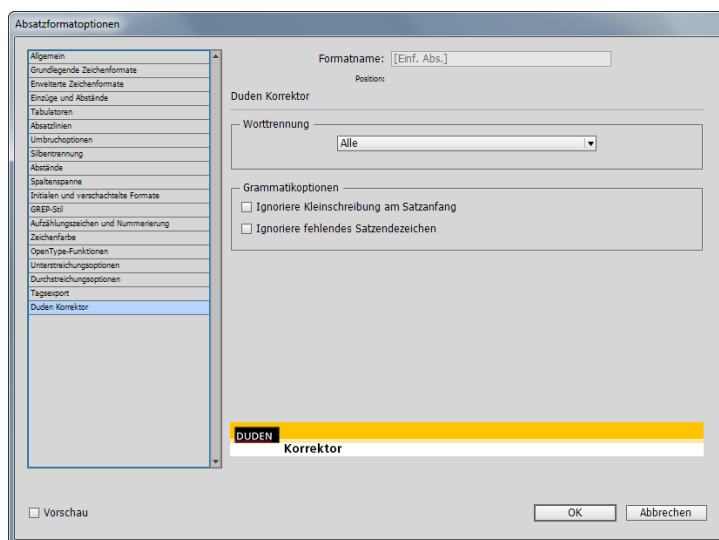 Absatzformatoptionen
Allgemein
Grundlegende Zeichenformate
Erweiterte Zeichenformate
Einzüge und Abstände
Tabulatoren
Absatzlinien
Umbruchoptionen
Silbentrennung
Abstände
Spaltenspanne
Initialen und verschachtelte Formate
GREP-Stil
Aufzählungszeichen und Nummerierung
Zeichenfarbe
OpenType-Funktionen
Unterstreichungsoptionen
Durchstreichungsoptionen
Tagsexport
Duden Korrektor
Formatname: [Einf. Abs.]
Position:
Duden Korrektor
Worttrennung
Alle
Grammatikoptionen
Ignoriere Kleinschreibung am Satzanfang
Ignoriere fehlendes Satzendezeichen
DUDEN
Korrektor
Vorschau
OK Abbrechen